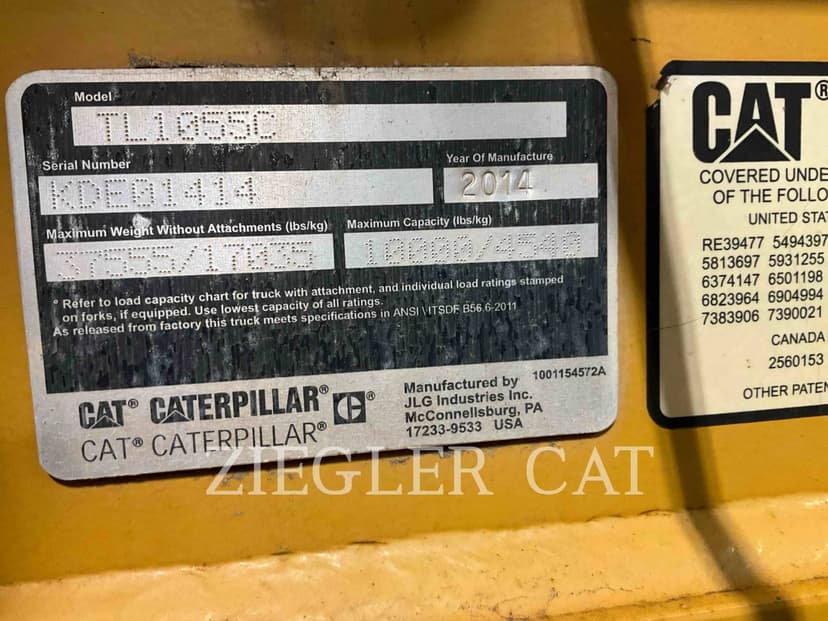 Model
TL1055C
Serial Number
KDE01414
Year Of Manufacture
2014
Maximum Weight Without Attachments (lbs/kg)
37555/17035
Maximum Capacity (lbs/kg)
10000/4540
* Refer to load capacity chart for truck with attachment, and individual load ratings stamped
on forks, if equipped. Use lowest capacity of all ratings.
As released from factory this truck meets specifications in ANSI \ ITSDF B56.6-2011
CAT® CATERPILLAR® C®
CAT® CATERPILLAR®
Manufactured by
JLG Industries Inc.
McConnellsburg, PA
17233-9533 USA
1001154572A
CAT®
COVERED UNDE
OF THE FOLLO
UNITED STAT
RE39477 5494397
5813697 5931255
6374147 6501198
6823964 6904994
7383906 7390021
CANADA
2560153
OTHER PATEN
ZIEGLER CAT